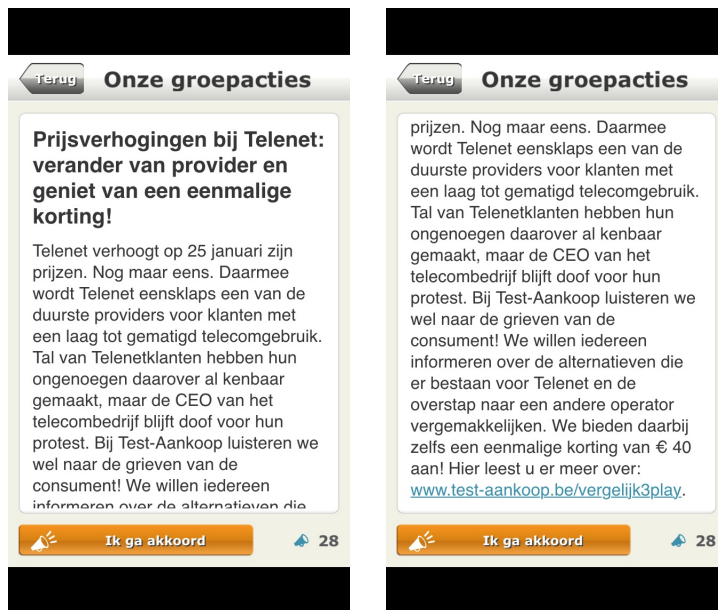 Terug
Onze groepacties
Prijsverhogingen bij Telenet:
verander van provider en
geniet van een eenmalige
korting!
Telenet verhoogt op 25 januari zijn
prijzen. Nog maar eens. Daarmee
wordt Telenet eensklaps een van de
duurste providers voor klanten met
een laag tot gematigd telecomgebruik.
Tal van Telenetklanten hebben hun
ongenoegen daarover al kenbaar
gemaakt, maar de CEO van het
telecombedrijf blijft doof voor hun
protest. Bij Test-Aankoop luisteren we
wel naar de grieven van de
consument! We willen iedereen
informeren over de alternatieven die
Ik ga akkoord
28
Terug
Onze groepacties
prijzen. Nog maar eens. Daarmee
wordt Telenet eensklaps een van de
duurste providers voor klanten met
een laag tot gematigd telecomgebruik.
Tal van Telenetklanten hebben hun
ongenoegen daarover al kenbaar
gemaakt, maar de CEO van het
telecombedrijf blijft doof voor hun
protest. Bij Test-Aankoop luisteren we
wel naar de grieven van de
consument! We willen iedereen
informeren over de alternatieven die
er bestaan voor Telenet en de
overstap naar een andere operator
vergemakkelijken. We bieden daarbij
zelfs een eenmalige korting van € 40
aan! Hier leest u er meer over:
www.test-aankoop.be/vergelijk3play.
Ik ga akkoord
28